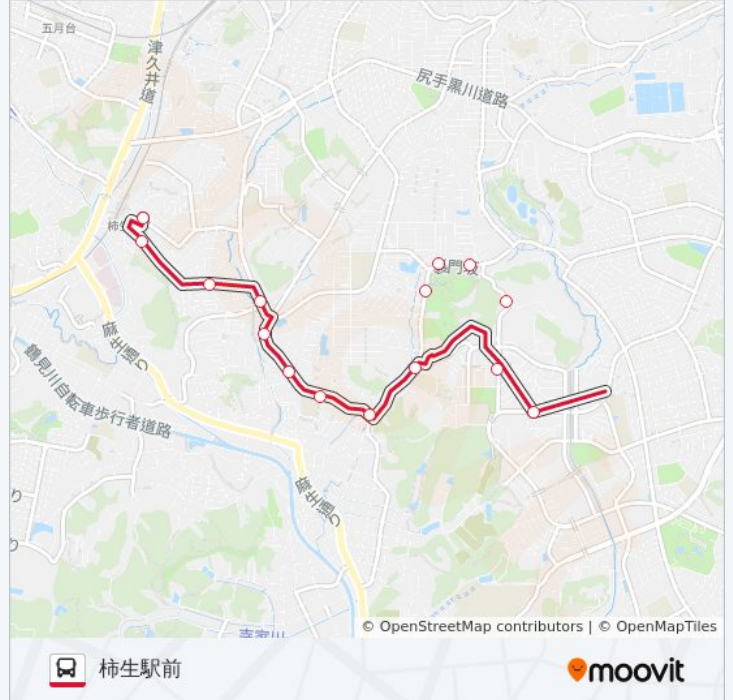 五月台
津久井道
尻手黒川道路
麻生通り
鶴見川自転車歩行者道路
麻生通り
り
© OpenStreetMap contributors | © OpenMapTiles
柿生駅前
moovit